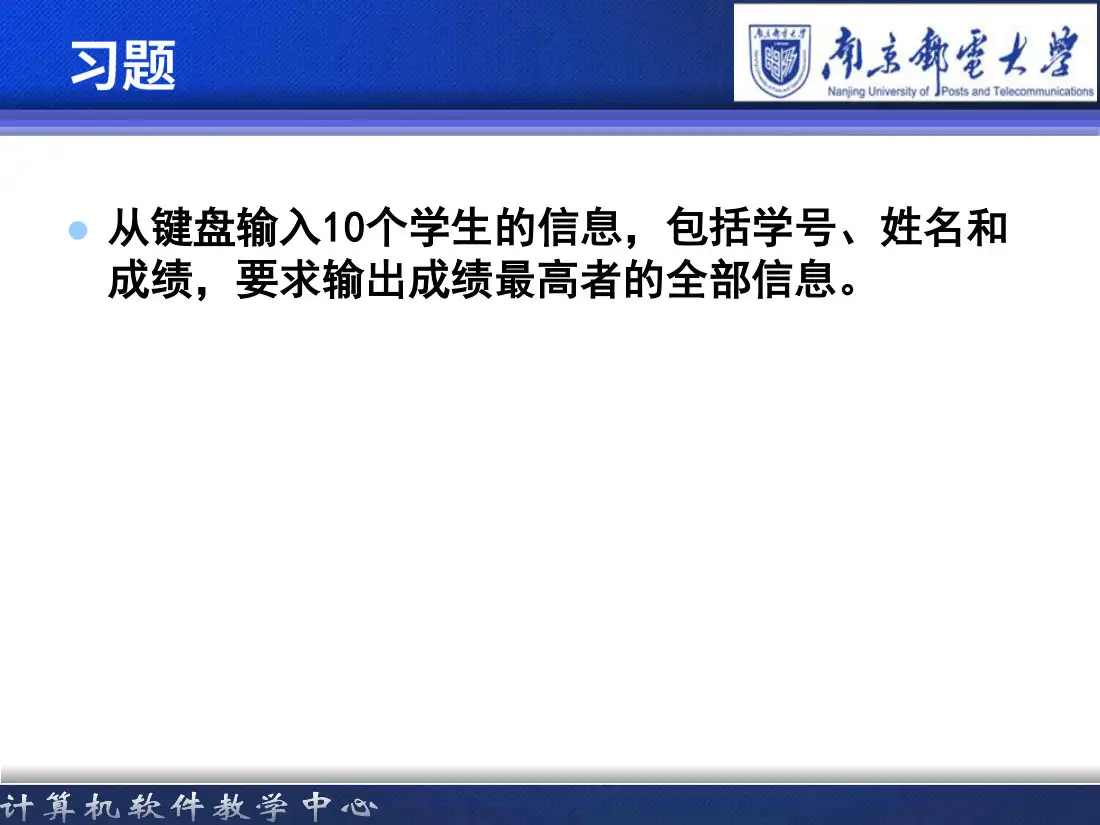 习题
南京邮电大学
Nanjing University of Posts and Telecommunications
从键盘输入10个学生的信息，包括学号、姓名和
成绩，要求输出成绩最高者的全部信息。
计算机软件教学中心